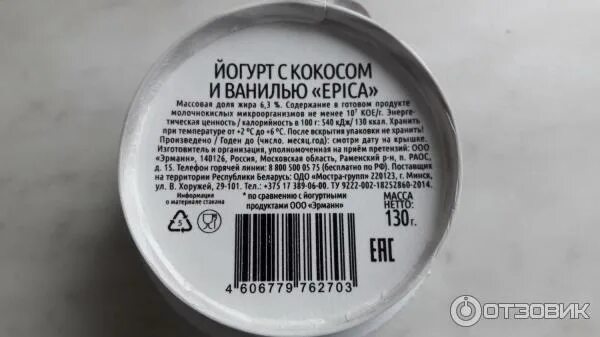 ЙОГУРТ С КОКОСОМ
И ВАНИЛЬЮ «EPICA»
Массовая доля жира 6,3 %. Содержание в готовом продукте
молочнокислых микроорганизмов не менее 10⁷ КОЕ/г. Энерге-
тическая ценность / калорийность в 100 г: 540 кДж/ 130 ккал. Хранить
при температуре от +2 °С до +6 °С. После вскрытия упаковки не хранить!
Произведено / Годен до (число, месяц,год): смотри на крышке.
Изготовитель и организация, уполномоченная на приём претензий: ООО
«Эрманн», 140126, Россия, Московская область, Раменский р-н, п. РАОС,
д. 15. Телефон горячей линии: 8 800 500 05 75 (бесплатно по РФ). Поставщик
на территории Республики Беларусь: ОДО «Мостра-групп» 220123, г. Минск,
ул. В. Хоружей, 29-101. Тел.: +375 17 389-06-00. ТУ 9222-002-18252860-2014.
Информация
о материале стакана
* по сравнению с йогуртными
продуктами ООО «Эрманн»
МАССА
НЕТТО:
130 г.
5
EAC
4 606779 762703
ОТЗОВИК